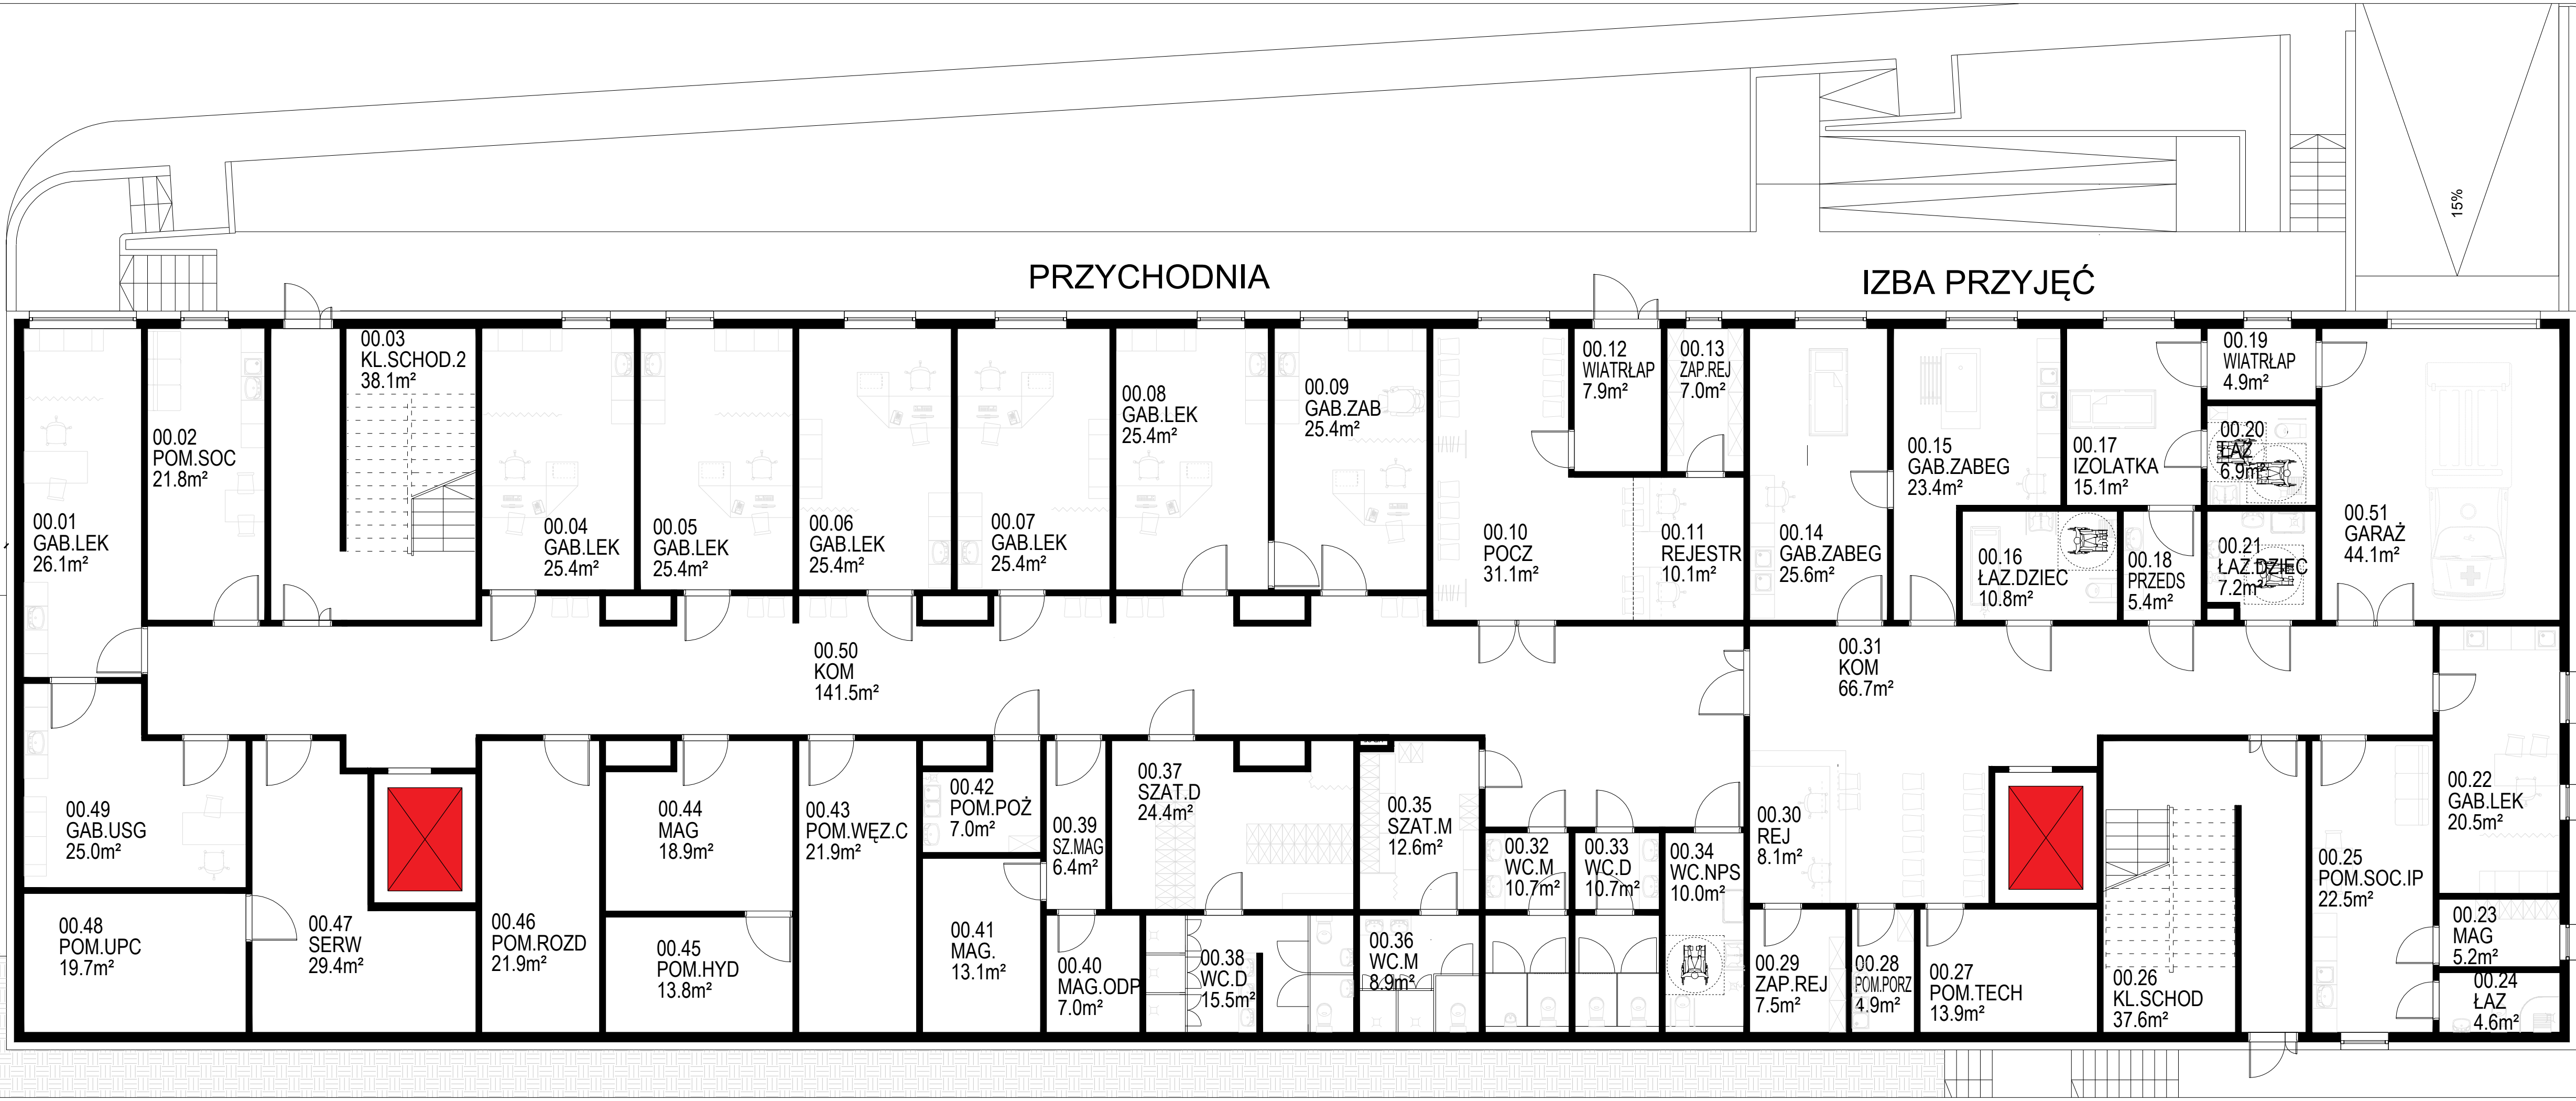 15%
PRZYCHODNIA
IZBA PRZYJĘĆ
00.01
GAB.LEK
26.1m²
00.02
POM.SOC
21.8m²
00.03
KL.SCHOD.2
38.1m²
00.04
GAB.LEK
25.4m²
00.05
GAB.LEK
25.4m²
00.06
GAB.LEK
25.4m²
00.07
GAB.LEK
25.4m²
00.08
GAB.LEK
25.4m²
00.09
GAB.ZAB
25.4m²
00.10
POCZ
31.1m²
00.11
REJESTR
10.1m²
00.12
WIATRŁAP
7.9m²
00.13
ZAP.REJ
7.0m²
00.14
GAB.ZABEG
25.6m²
00.15
GAB.ZABEG
23.4m²
00.16
ŁAZ.DZIEC
10.8m²
00.17
IZOLATKA
15.1m²
00.18
PRZEDS
5.4m²
00.19
WIATRŁAP
4.9m²
00.20
ŁAZ
6.9m²
00.21
ŁAZ.DZIEC
7.2m²
00.51
GARAŻ
44.1m²
00.50
KOM
141.5m²
00.31
KOM
66.7m²
00.49
GAB.USG
25.0m²
00.48
POM.UPC
19.7m²
00.47
SERW
29.4m²
00.46
POM.ROZD
21.9m²
00.44
MAG
18.9m²
00.45
POM.HYD
13.8m²
00.43
POM.WĘZ.C
21.9m²
00.42
POM.POŻ
7.0m²
00.41
MAG.
13.1m²
00.39
SZ.MAG
6.4m²
00.40
MAG.ODP
7.0m²
00.37
SZAT.D
24.4m²
00.38
WC.D
15.5m²
00.35
SZAT.M
12.6m²
00.36
WC.M
8.9m²
00.32
WC.M
10.7m²
00.33
WC.D
10.7m²
00.34
WC.NPS
10.0m²
00.30
REJ
8.1m²
00.29
ZAP.REJ
7.5m²
00.28
POM.PORZ
4.9m²
00.27
POM.TECH
13.9m²
00.26
KL.SCHOD
37.6m²
00.25
POM.SOC.IP
22.5m²
00.22
GAB.LEK
20.5m²
00.23
MAG
5.2m²
00.24
ŁAZ
4.6m²